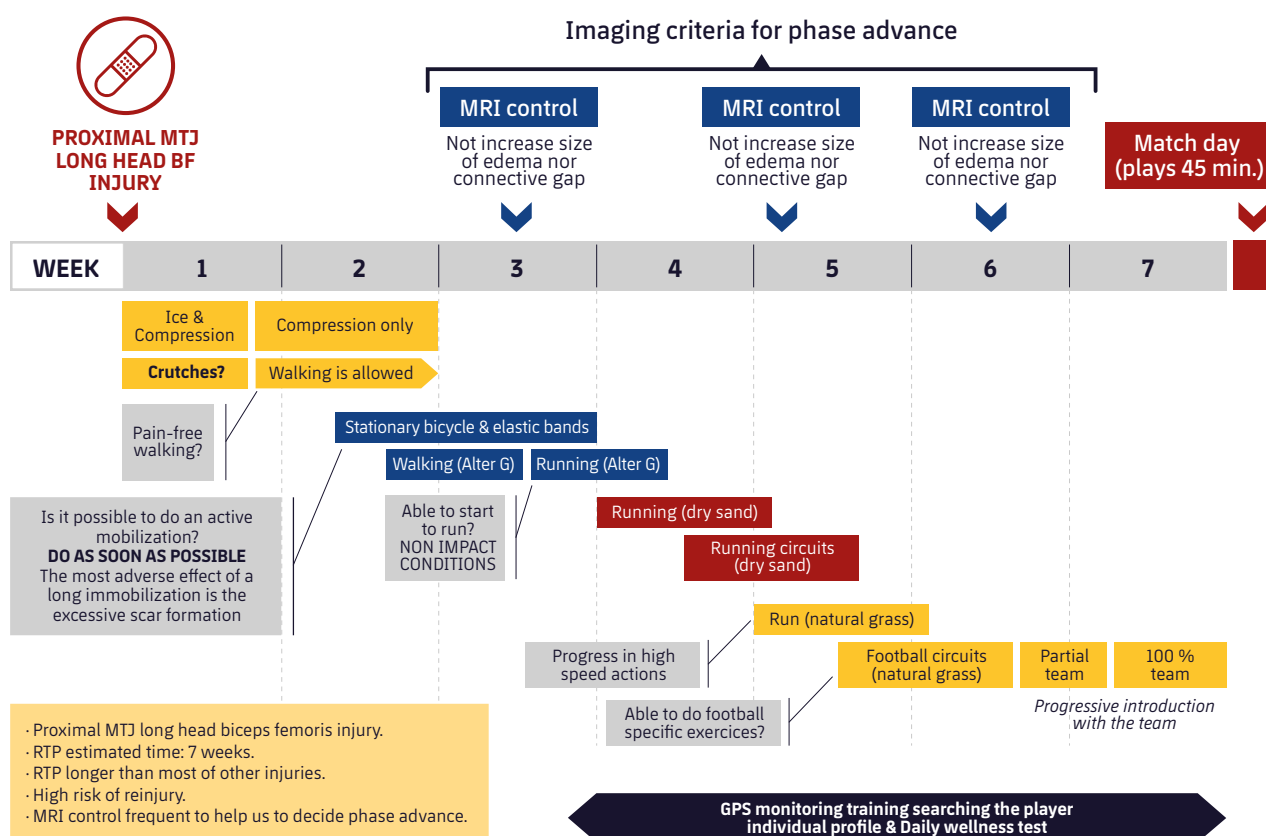 Imaging criteria for phase advance
PROXIMAL MTJ
LONG HEAD BF
INJURY
MRI control
Not increase size
of edema nor
connective gap
MRI control
Not increase size
of edema nor
connective gap
MRI control
Not increase size
of edema nor
connective gap
Match day
(plays 45 min.)
WEEK 1 2 3 4 5 6 7
Ice &
Compression
Compression only
Crutches?
Walking is allowed
Pain-free
walking?
Stationary bicycle & elastic bands
Walking (Alter G)
Running (Alter G)
Is it possible to do an active
mobilization?
DO AS SOON AS POSSIBLE
The most adverse effect of a
long immobilization is the
excessive scar formation
Able to start
to run?
NON IMPACT
CONDITIONS
Running (dry sand)
Running circuits
(dry sand)
Run (natural grass)
Progress in high
speed actions
Football circuits
(natural grass)
Partial
team
100 %
team
Able to do football
specific exercices?
Progressive introduction
with the team
· Proximal MTJ long head biceps femoris injury.
· RTP estimated time: 7 weeks.
· RTP longer than most of other injuries.
· High risk of reinjury.
· MRI control frequent to help us to decide phase advance.
GPS monitoring training searching the player
individual profile & Daily wellness test